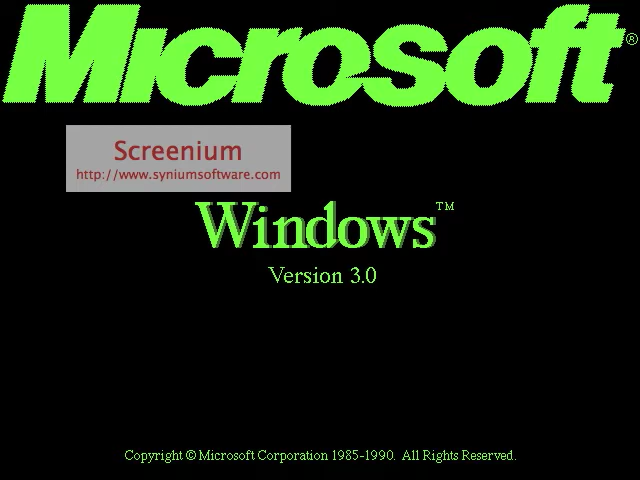 Microsoft®
Screenium
http://www.syniumsoftware.com
Windows™
Version 3.0
Copyright © Microsoft Corporation 1985-1990. All Rights Reserved.